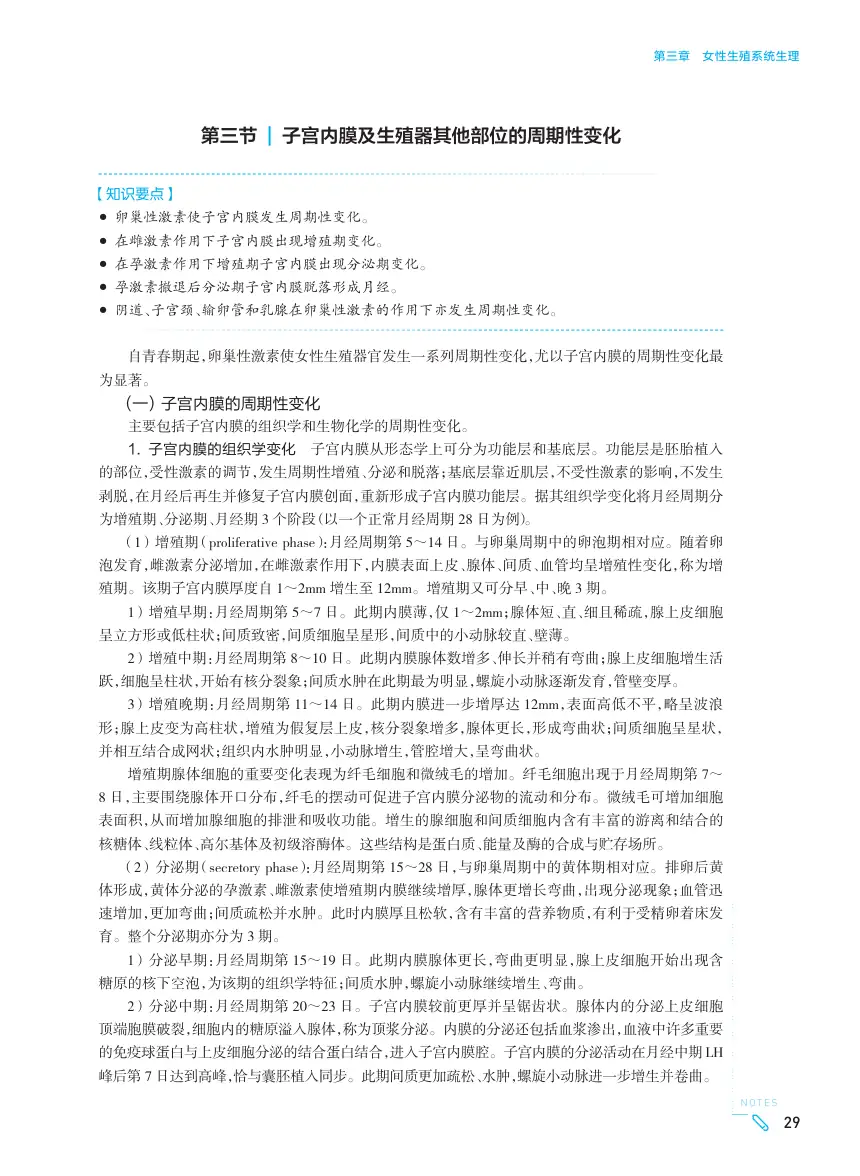 第三章 女性生殖系统生理
第三节 | 子宫内膜及生殖器其他部位的周期性变化
【知识要点】
● 卵巢性激素使子宫内膜发生周期性变化。
● 在雌激素作用下子宫内膜出现增殖期变化。
● 在孕激素作用下增殖期子宫内膜出现分泌期变化。
● 孕激素撤退后分泌期子宫内膜脱落形成月经。
● 阴道、子宫颈、输卵管和乳腺在卵巢性激素的作用下亦发生周期性变化。
自青春期起,卵巢性激素使女性生殖器官发生一系列周期性变化,尤以子宫内膜的周期性变化最
为显著。
(一) 子宫内膜的周期性变化
主要包括子宫内膜的组织学和生物化学的周期性变化。
1. 子宫内膜的组织学变化 子宫内膜从形态学上可分为功能层和基底层。功能层是胚胎植入
的部位,受性激素的调节,发生周期性增殖、分泌和脱落;基底层靠近肌层,不受性激素的影响,不发生
剥脱,在月经后再生并修复子宫内膜创面,重新形成子宫内膜功能层。据其组织学变化将月经周期分
为增殖期、分泌期、月经期 3 个阶段(以一个正常月经周期 28 日为例)。
(1)增殖期(proliferative phase):月经周期第 5～14 日。与卵巢周期中的卵泡期相对应。随着卵
泡发育,雌激素分泌增加,在雌激素作用下,内膜表面上皮、腺体、间质、血管均呈增殖性变化,称为增
殖期。该期子宫内膜厚度自 1～2mm 增生至 12mm。增殖期又可分早、中、晚 3 期。
1)增殖早期:月经周期第 5～7 日。此期内膜薄,仅 1～2mm;腺体短、直、细且稀疏,腺上皮细胞
呈立方形或低柱状;间质致密,间质细胞呈星形,间质中的小动脉较直、壁薄。
2)增殖中期:月经周期第 8～10 日。此期内膜腺体数增多、伸长并稍有弯曲;腺上皮细胞增生活
跃,细胞呈柱状,开始有核分裂象;间质水肿在此期最为明显,螺旋小动脉逐渐发育,管壁变厚。
3)增殖晚期:月经周期第 11～14 日。此期内膜进一步增厚达 12mm,表面高低不平,略呈波浪
形;腺上皮变为高柱状,增殖为假复层上皮,核分裂象增多,腺体更长,形成弯曲状;间质细胞呈星状,
并相互结合成网状;组织内水肿明显,小动脉增生,管腔增大,呈弯曲状。
增殖期腺体细胞的重要变化表现为纤毛细胞和微绒毛的增加。纤毛细胞出现于月经周期第 7～
8 日,主要围绕腺体开口分布,纤毛的摆动可促进子宫内膜分泌物的流动和分布。微绒毛可增加细胞
表面积,从而增加腺细胞的排泄和吸收功能。增生的腺细胞和间质细胞内含有丰富的游离和结合的
核糖体、线粒体、高尔基体及初级溶酶体。这些结构是蛋白质、能量及酶的合成与贮存场所。
(2)分泌期(secretory phase):月经周期第 15～28 日,与卵巢周期中的黄体期相对应。排卵后黄
体形成,黄体分泌的孕激素、雌激素使增殖期内膜继续增厚,腺体更增长弯曲,出现分泌现象;血管迅
速增加,更加弯曲;间质疏松并水肿。此时内膜厚且松软,含有丰富的营养物质,有利于受精卵着床发
育。整个分泌期亦分为 3 期。
1)分泌早期:月经周期第 15～19 日。此期内膜腺体更长,弯曲更明显,腺上皮细胞开始出现含
糖原的核下空泡,为该期的组织学特征;间质水肿,螺旋小动脉继续增生、弯曲。
2)分泌中期:月经周期第 20～23 日。子宫内膜较前更厚并呈锯齿状。腺体内的分泌上皮细胞
顶端胞膜破裂,细胞内的糖原溢入腺体,称为顶浆分泌。内膜的分泌还包括血浆渗出,血液中许多重要
的免疫球蛋白与上皮细胞分泌的结合蛋白结合,进入子宫内膜腔。子宫内膜的分泌活动在月经中期 LH
峰后第 7 日达到高峰,恰与囊胚植入同步。此期间质更加疏松、水肿,螺旋小动脉进一步增生并卷曲。
NOTES
29